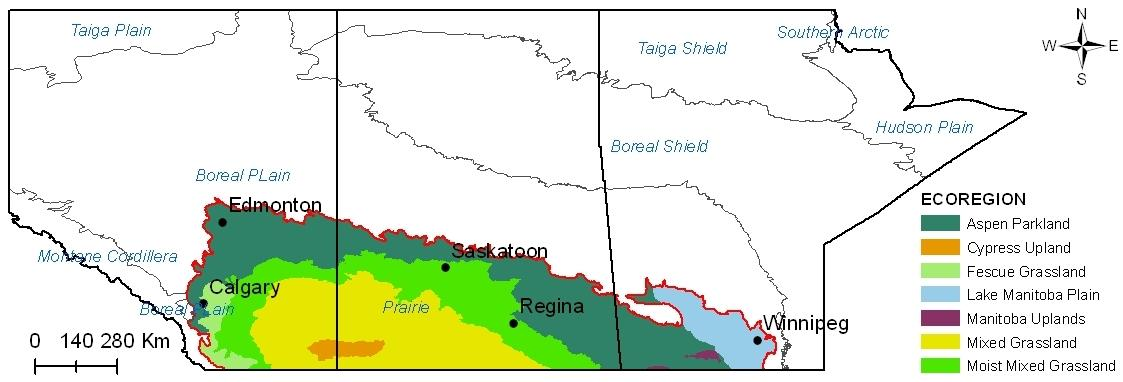 Taiga Plain
Taiga Shield
Southern Arctic
N
W E
S
Hudson Plain
Boreal Shield
Boreal PLain
Edmonton
Montane Cordillera
Saskatoon
Calgary
Boreal Plain
Prairie
Regina
Winnipeg
0 140 280 Km
ECOREGION
Aspen Parkland
Cypress Upland
Fescue Grassland
Lake Manitoba Plain
Manitoba Uplands
Mixed Grassland
Moist Mixed Grassland